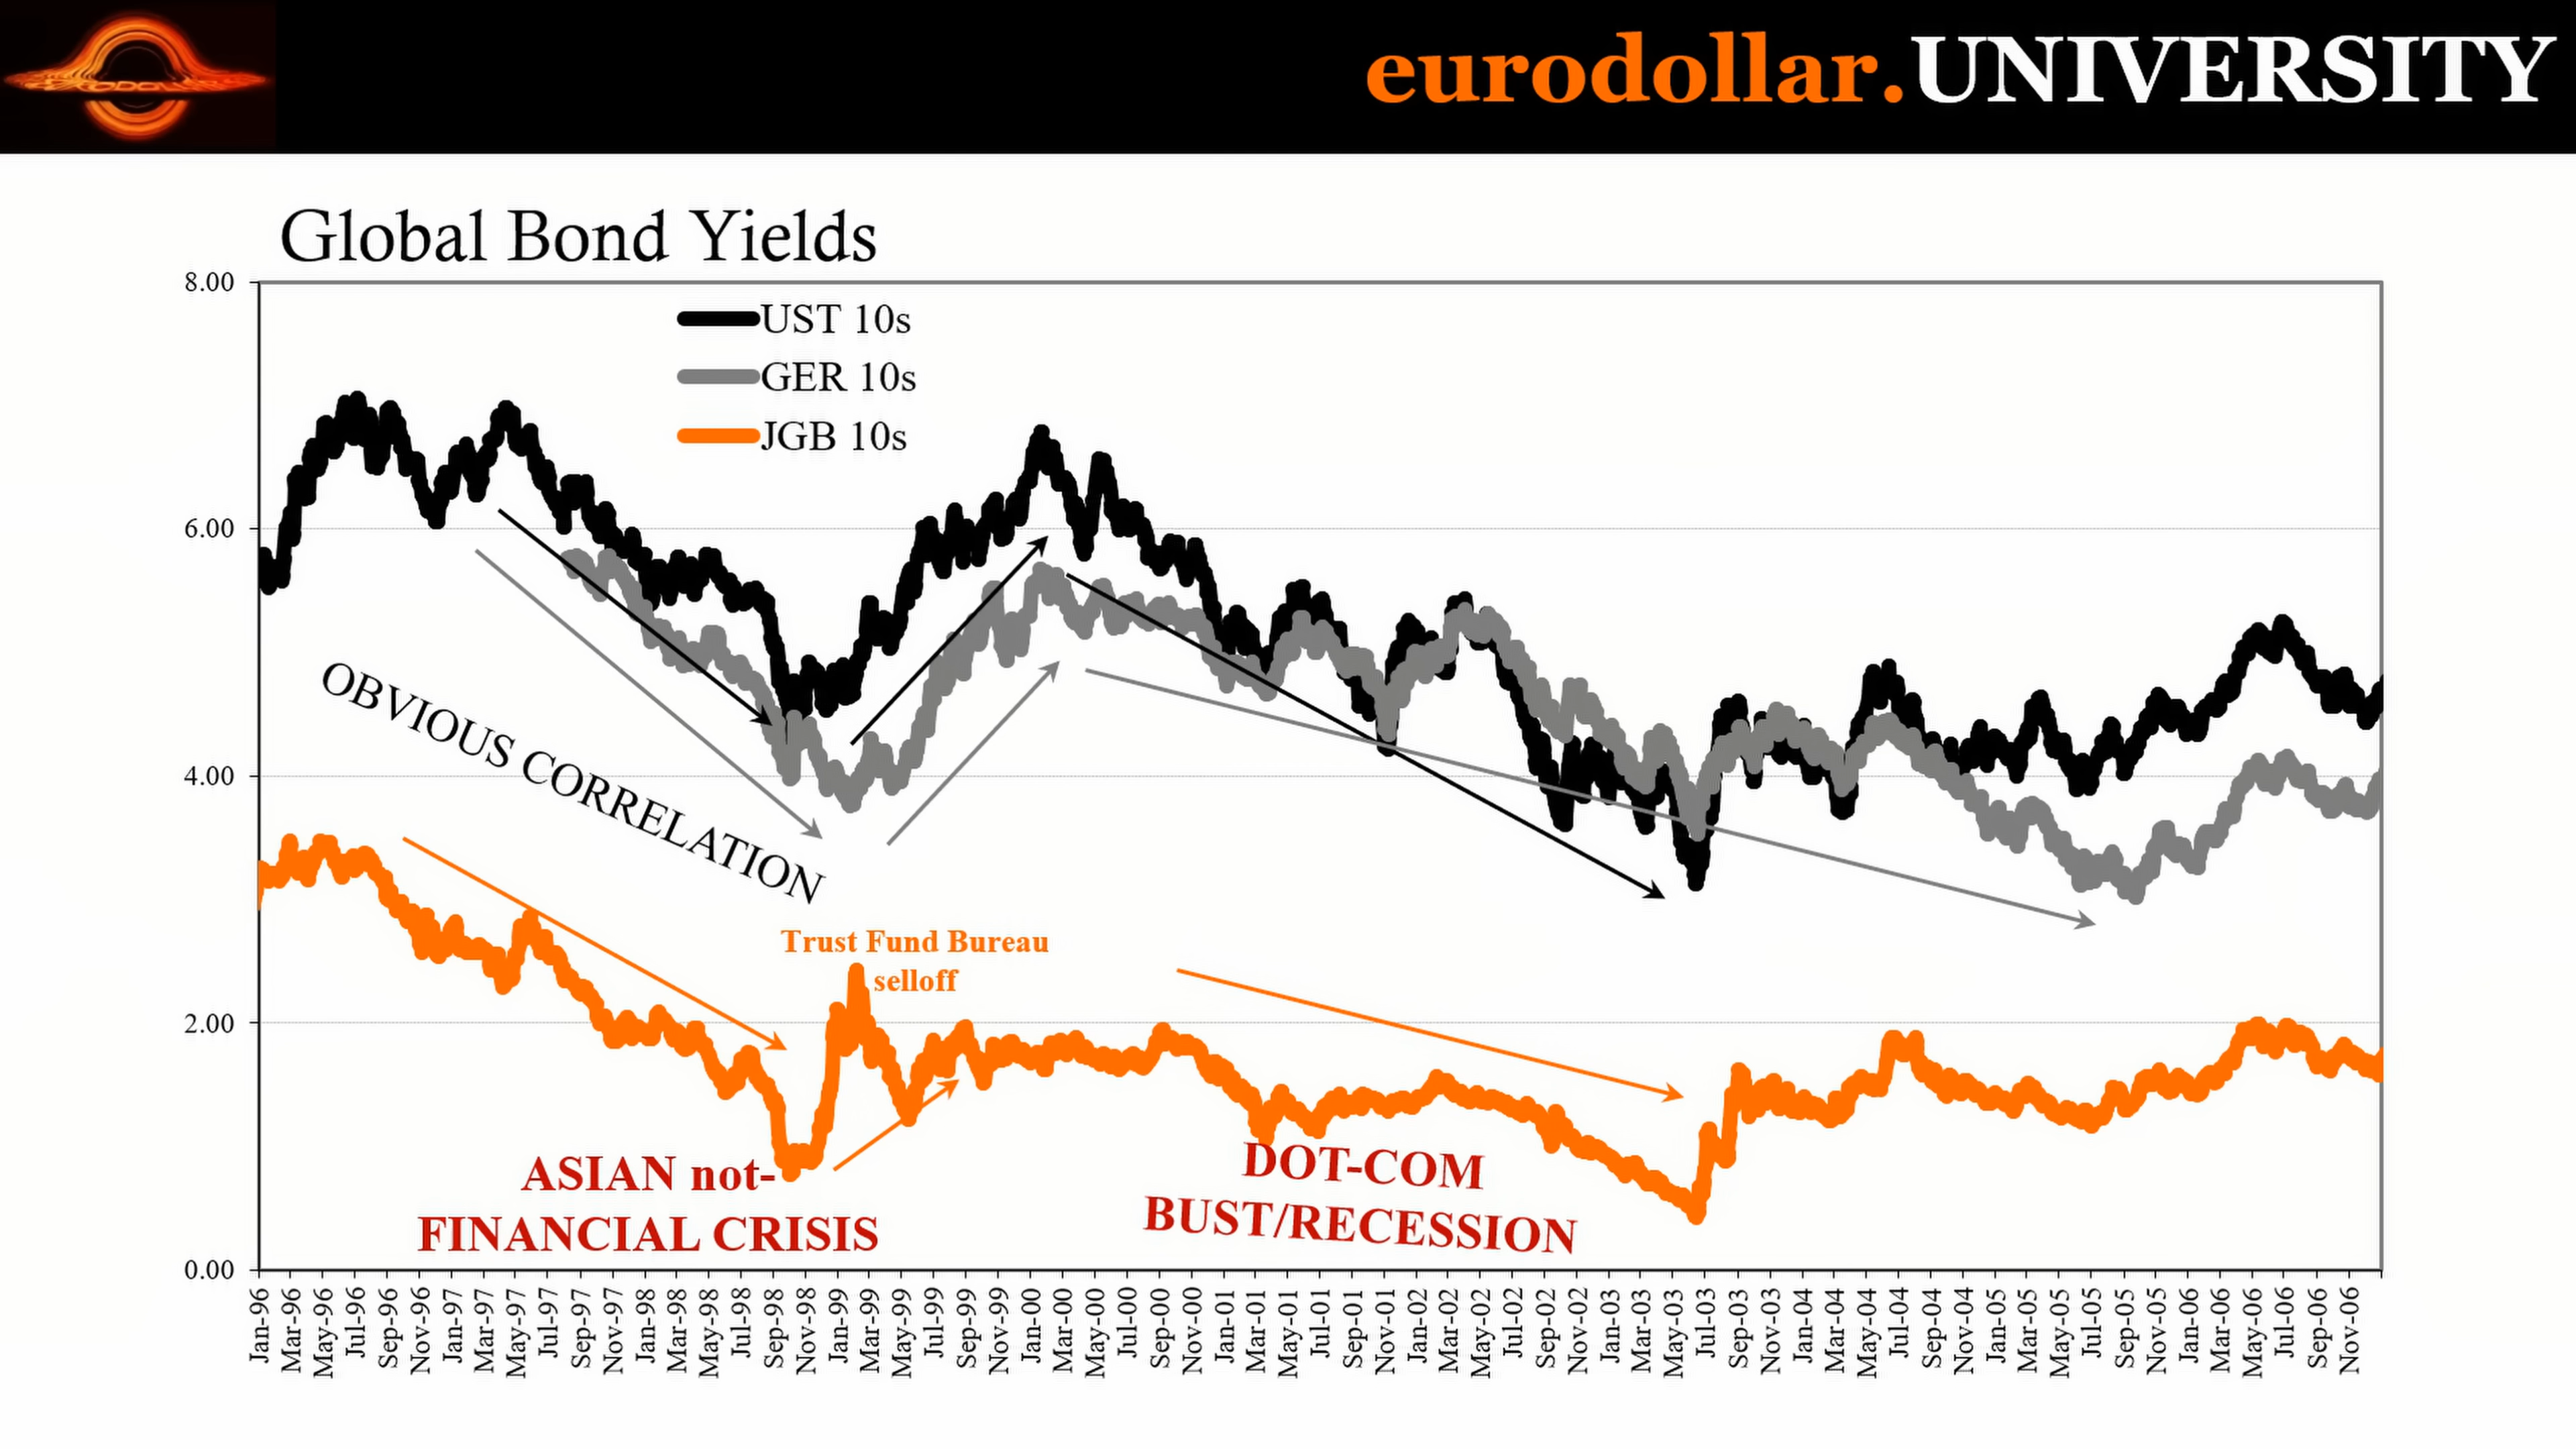 eurodollar.UNIVERSITY
Global Bond Yields
8.00
6.00
4.00
2.00
0.00
UST 10s
GER 10s
JGB 10s
OBVIOUS CORRELATION
Trust Fund Bureau
selloff
ASIAN not-
FINANCIAL CRISIS
DOT-COM
BUST/RECESSION
Jan-96
Mar-96
May-96
Jul-96
Sep-96
Nov-96
Jan-97
Mar-97
May-97
Jul-97
Sep-97
Nov-97
Jan-98
Mar-98
May-98
Jul-98
Sep-98
Nov-98
Jan-99
Mar-99
May-99
Jul-99
Sep-99
Nov-99
Jan-00
Mar-00
May-00
Jul-00
Sep-00
Nov-00
Jan-01
Mar-01
May-01
Jul-01
Sep-01
Nov-01
Jan-02
Mar-02
May-02
Jul-02
Sep-02
Nov-02
Jan-03
Mar-03
May-03
Jul-03
Sep-03
Nov-03
Jan-04
Mar-04
May-04
Jul-04
Sep-04
Nov-04
Jan-05
Mar-05
May-05
Jul-05
Sep-05
Nov-05
Jan-06
Mar-06
May-06
Jul-06
Sep-06
Nov-06